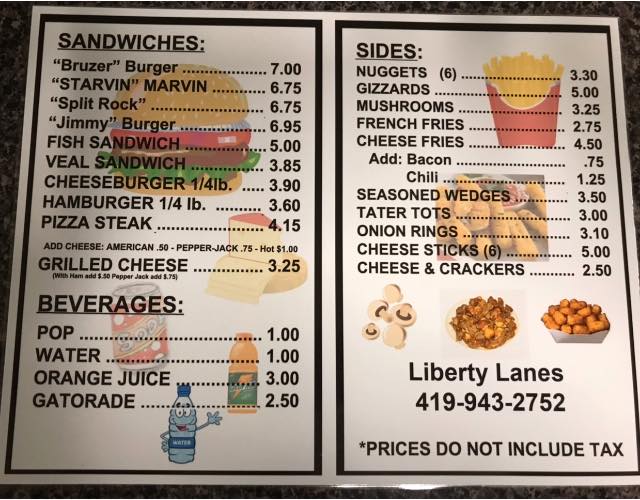 SANDWICHES:
“Bruzer” Burger .................. 7.00
“STARVIN” MARVIN ........... 6.75
“Split Rock” ........................ 6.75
“Jimmy” Burger .................. 6.95
FISH SANDWICH ............... 5.00
VEAL SANDWICH .............. 3.85
CHEESEBURGER 1/4lb. ..... 3.90
HAMBURGER 1/4 lb. .......... 3.60
PIZZA STEAK ..................... 4.15
ADD CHEESE: AMERICAN .50 - PEPPER-JACK .75 - Hot $1.00
GRILLED CHEESE ............. 3.25
(With Ham add $.50 Pepper Jack add $.75)
BEVERAGES:
POP ................................... 1.00
WATER .............................. 1.00
ORANGE JUICE ................ 3.00
GATORADE ...................... 2.50
WATER
SIDES:
NUGGETS (6) ..................... 3.30
GIZZARDS ......................... 5.00
MUSHROOMS ................... 3.25
FRENCH FRIES ................. 2.75
CHEESE FRIES ................. 4.50
Add: Bacon .................. .75
Chili ..................... 1.25
SEASONED WEDGES ........ 3.50
TATER TOTS ..................... 3.00
ONION RINGS ................... 3.10
CHEESE STICKS (6) .......... 5.00
CHEESE & CRACKERS ...... 2.50
Liberty Lanes
419-943-2752
*PRICES DO NOT INCLUDE TAX